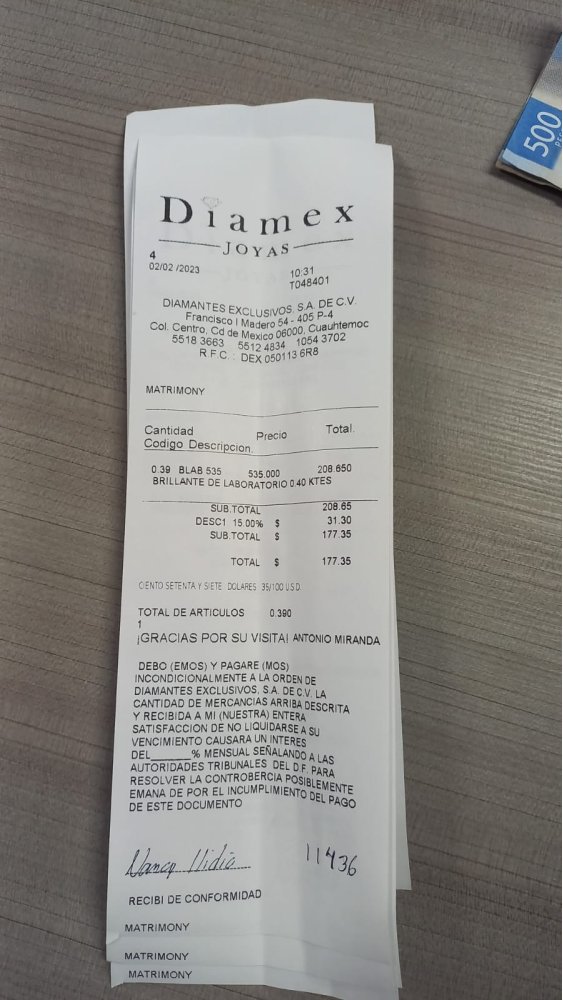 Diamex
JOYAS
4
02/02 /2023 10:31
T048401
DIAMANTES EXCLUSIVOS, S.A. DE C.V.
Francisco I Madero 54 - 405 P-4
Col. Centro, Cd de Mexico 06000, Cuauhtemoc
5518 3663 5512 4834 1054 3702
R.F.C. : DEX 050113 6R8
MATRIMONY
Cantidad Precio Total.
Codigo Descripcion.
0.39 BLAB 535 535.000 208.650
BRILLANTE DE LABORATORIO 0.40 KTES
SUB.TOTAL 208.65
DESC1 15.00% $ 31.30
SUB.TOTAL $ 177.35
TOTAL $ 177.35
CIENTO SETENTA Y SIETE DOLARES 35/100 U.S.D.
TOTAL DE ARTICULOS 0.390
1
¡GRACIAS POR SU VISITA! ANTONIO MIRANDA
DEBO (EMOS) Y PAGARE (MOS)
INCONDICIONALMENTE A LA ORDEN DE
DIAMANTES EXCLUSIVOS, S.A. DE C.V. LA
CANTIDAD DE MERCANCIAS ARRIBA DESCRITA
Y RECIBIDA A MI (NUESTRA) ENTERA
SATISFACCION DE NO LIQUIDARSE A SU
VENCIMIENTO CAUSARA UN INTERES
DEL______% MENSUAL SEÑALANDO A LAS
AUTORIDADES TRIBUNALES DEL D.F. PARA
RESOLVER LA CONTROBERCIA POSIBLEMENTE
EMANA DE POR EL INCUMPLIMIENTO DEL PAGO
DE ESTE DOCUMENTO
Nancy Ilidio 11436
RECIBI DE CONFORMIDAD
MATRIMONY
MATRIMONY
MATRIMONY
500